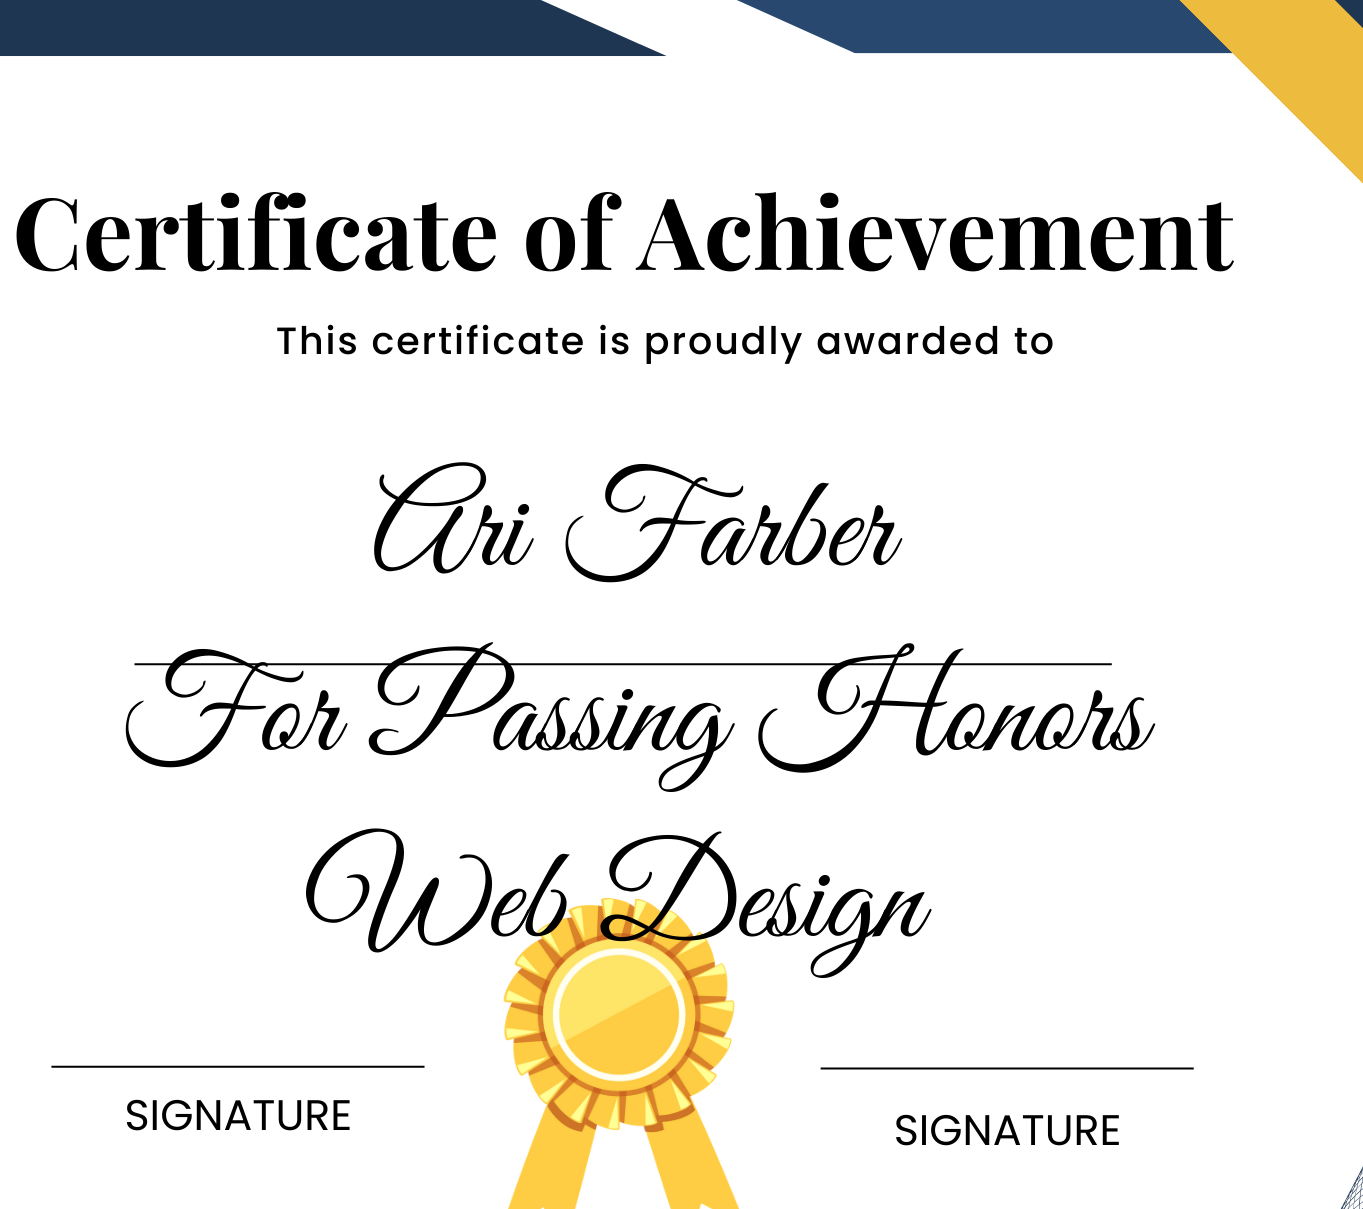 Certificate of Achievement
This certificate is proudly awarded to
Ari Farber
For Passing Honors
Web Design
SIGNATURE
SIGNATURE